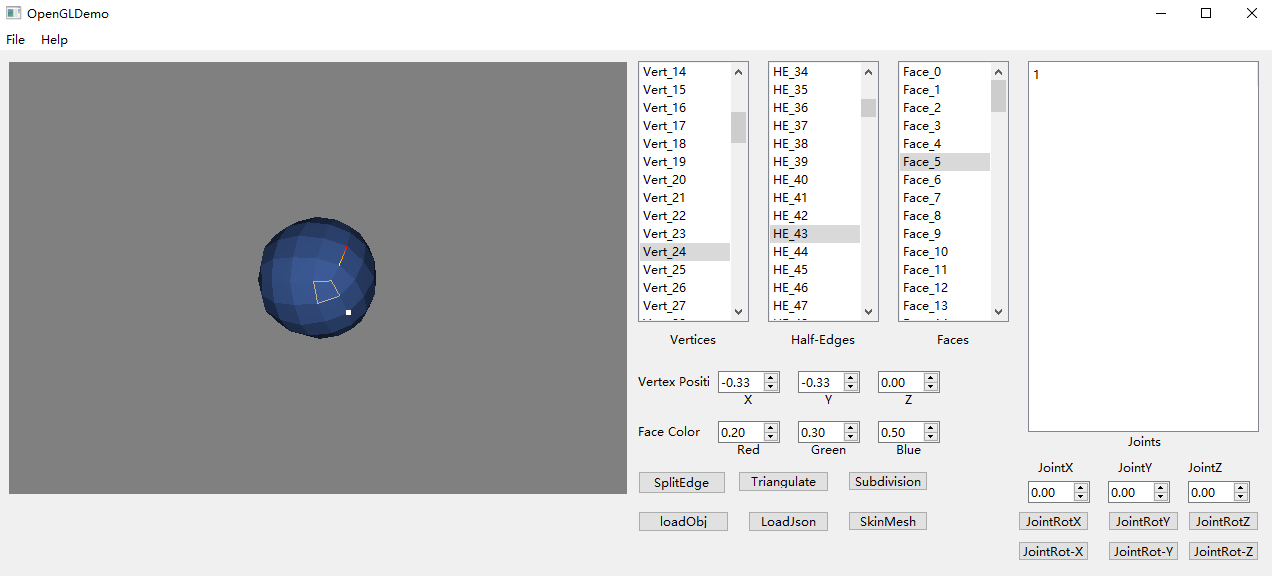 OpenGLDemo
File Help
Vert_14
Vert_15
Vert_16
Vert_17
Vert_18
Vert_19
Vert_20
Vert_21
Vert_22
Vert_23
Vert_24
Vert_25
Vert_26
Vert_27
Vertices
HE_34
HE_35
HE_36
HE_37
HE_38
HE_39
HE_40
HE_41
HE_42
HE_43
HE_44
HE_45
HE_46
HE_47
Half-Edges
Face_0
Face_1
Face_2
Face_3
Face_4
Face_5
Face_6
Face_7
Face_8
Face_9
Face_10
Face_11
Face_12
Face_13
Faces
1
Joints
Vertex Positi -0.33 -0.33 0.00
X Y Z
Face Color 0.20 0.30 0.50
Red Green Blue
SplitEdge Triangulate Subdivision
loadObj LoadJson SkinMesh
JointX JointY JointZ
0.00 0.00 0.00
JointRotX JointRotY JointRotZ
JointRot-X JointRot-Y JointRot-Z